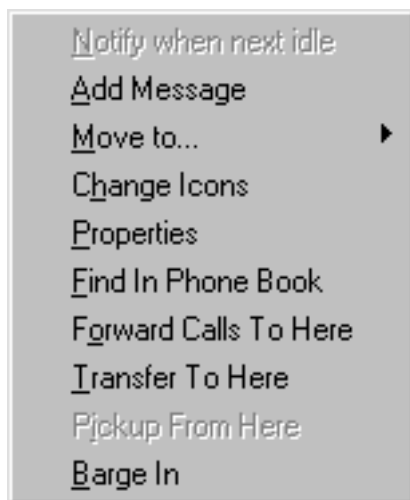 Notify when next idle
Add Message
Move to...
Change Icons
Properties
Find In Phone Book
Forward Calls To Here
Transfer To Here
Pickup From Here
Barge In